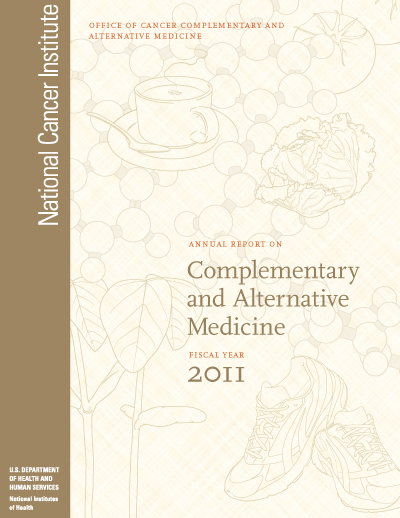 National Cancer Institute
OFFICE OF CANCER COMPLEMENTARY AND
ALTERNATIVE MEDICINE
ANNUAL REPORT ON
Complementary
and Alternative
Medicine
FISCAL YEAR
2011
U.S. DEPARTMENT
OF HEALTH AND
HUMAN SERVICES
National Institutes
of Health